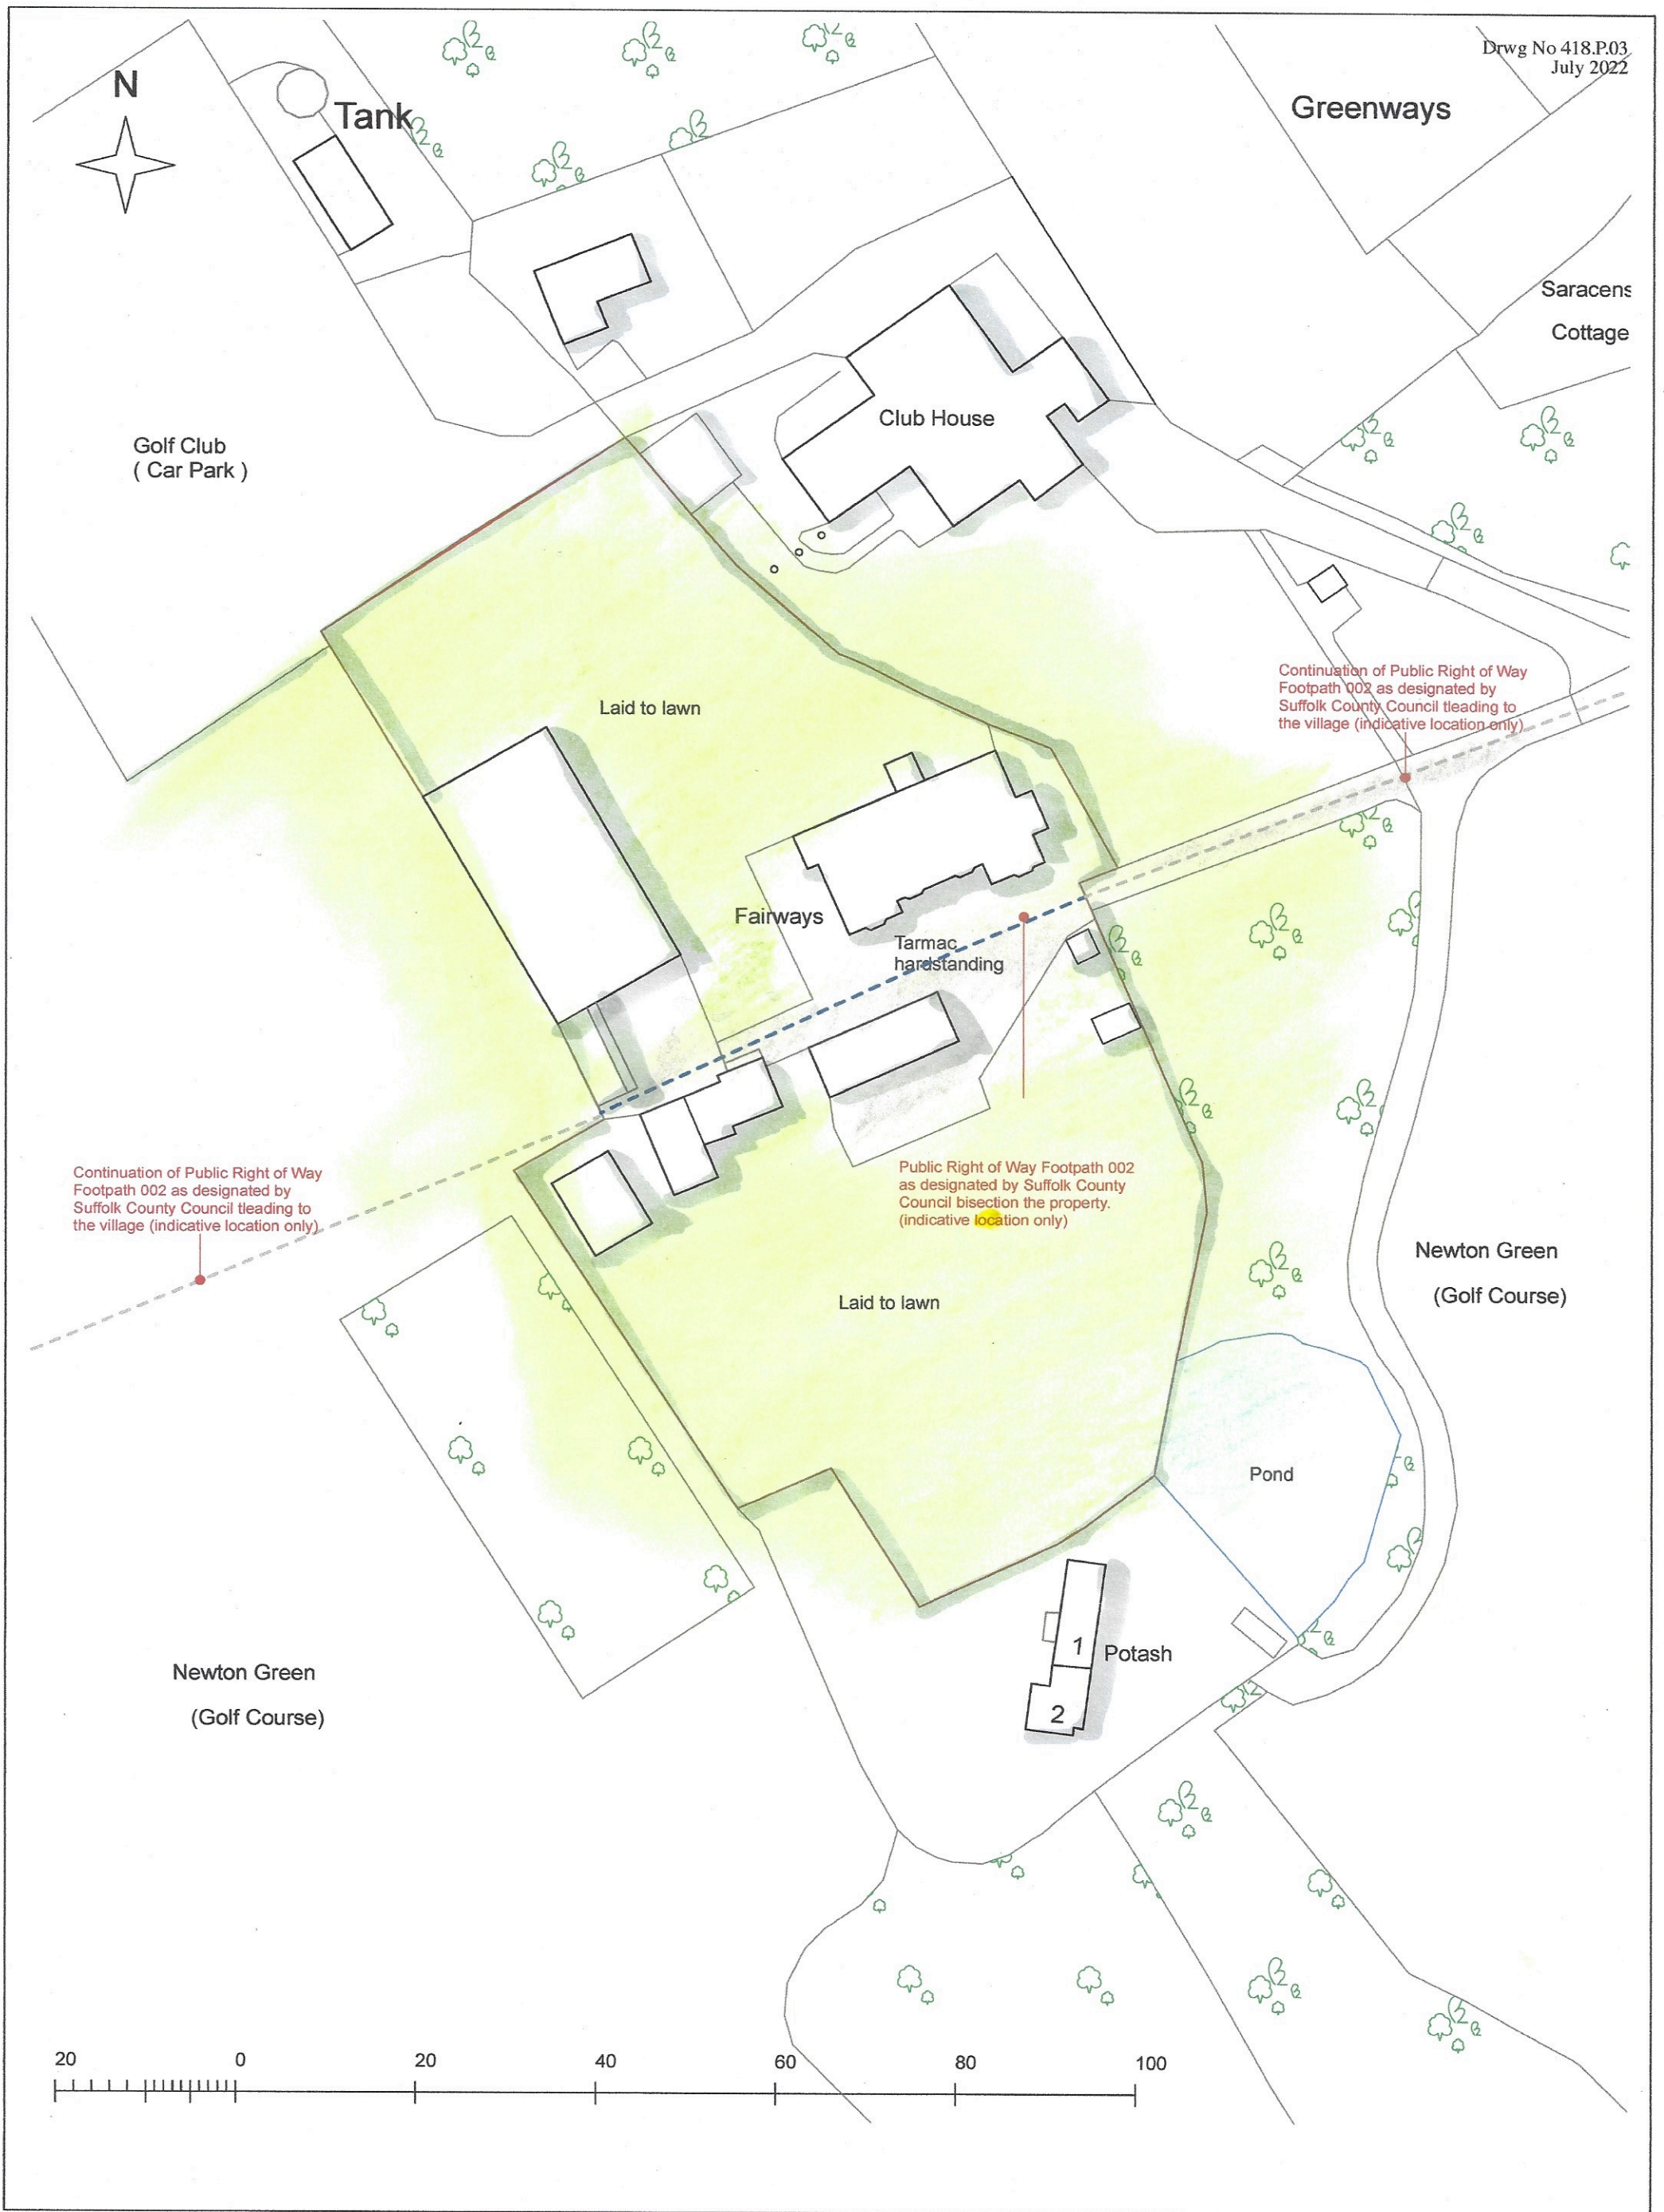 Drwg No 418.P.03
July 2022
N
Tank
Greenways
Saracens
Cottage
Club House
Golf Club
( Car Park )
Continuation of Public Right of Way
Footpath 002 as designated by
Suffolk County Council tleading to
the village (indicative location only)
Laid to lawn
Fairways
Tarmac
hardstanding
Continuation of Public Right of Way
Footpath 002 as designated by
Suffolk County Council tleading to
the village (indicative location only)
Public Right of Way Footpath 002
as designated by Suffolk County
Council bisection the property.
(indicative location only)
Newton Green
(Golf Course)
Laid to lawn
Pond
1
Potash
2
Newton Green
(Golf Course)
20 0 20 40 60 80 100